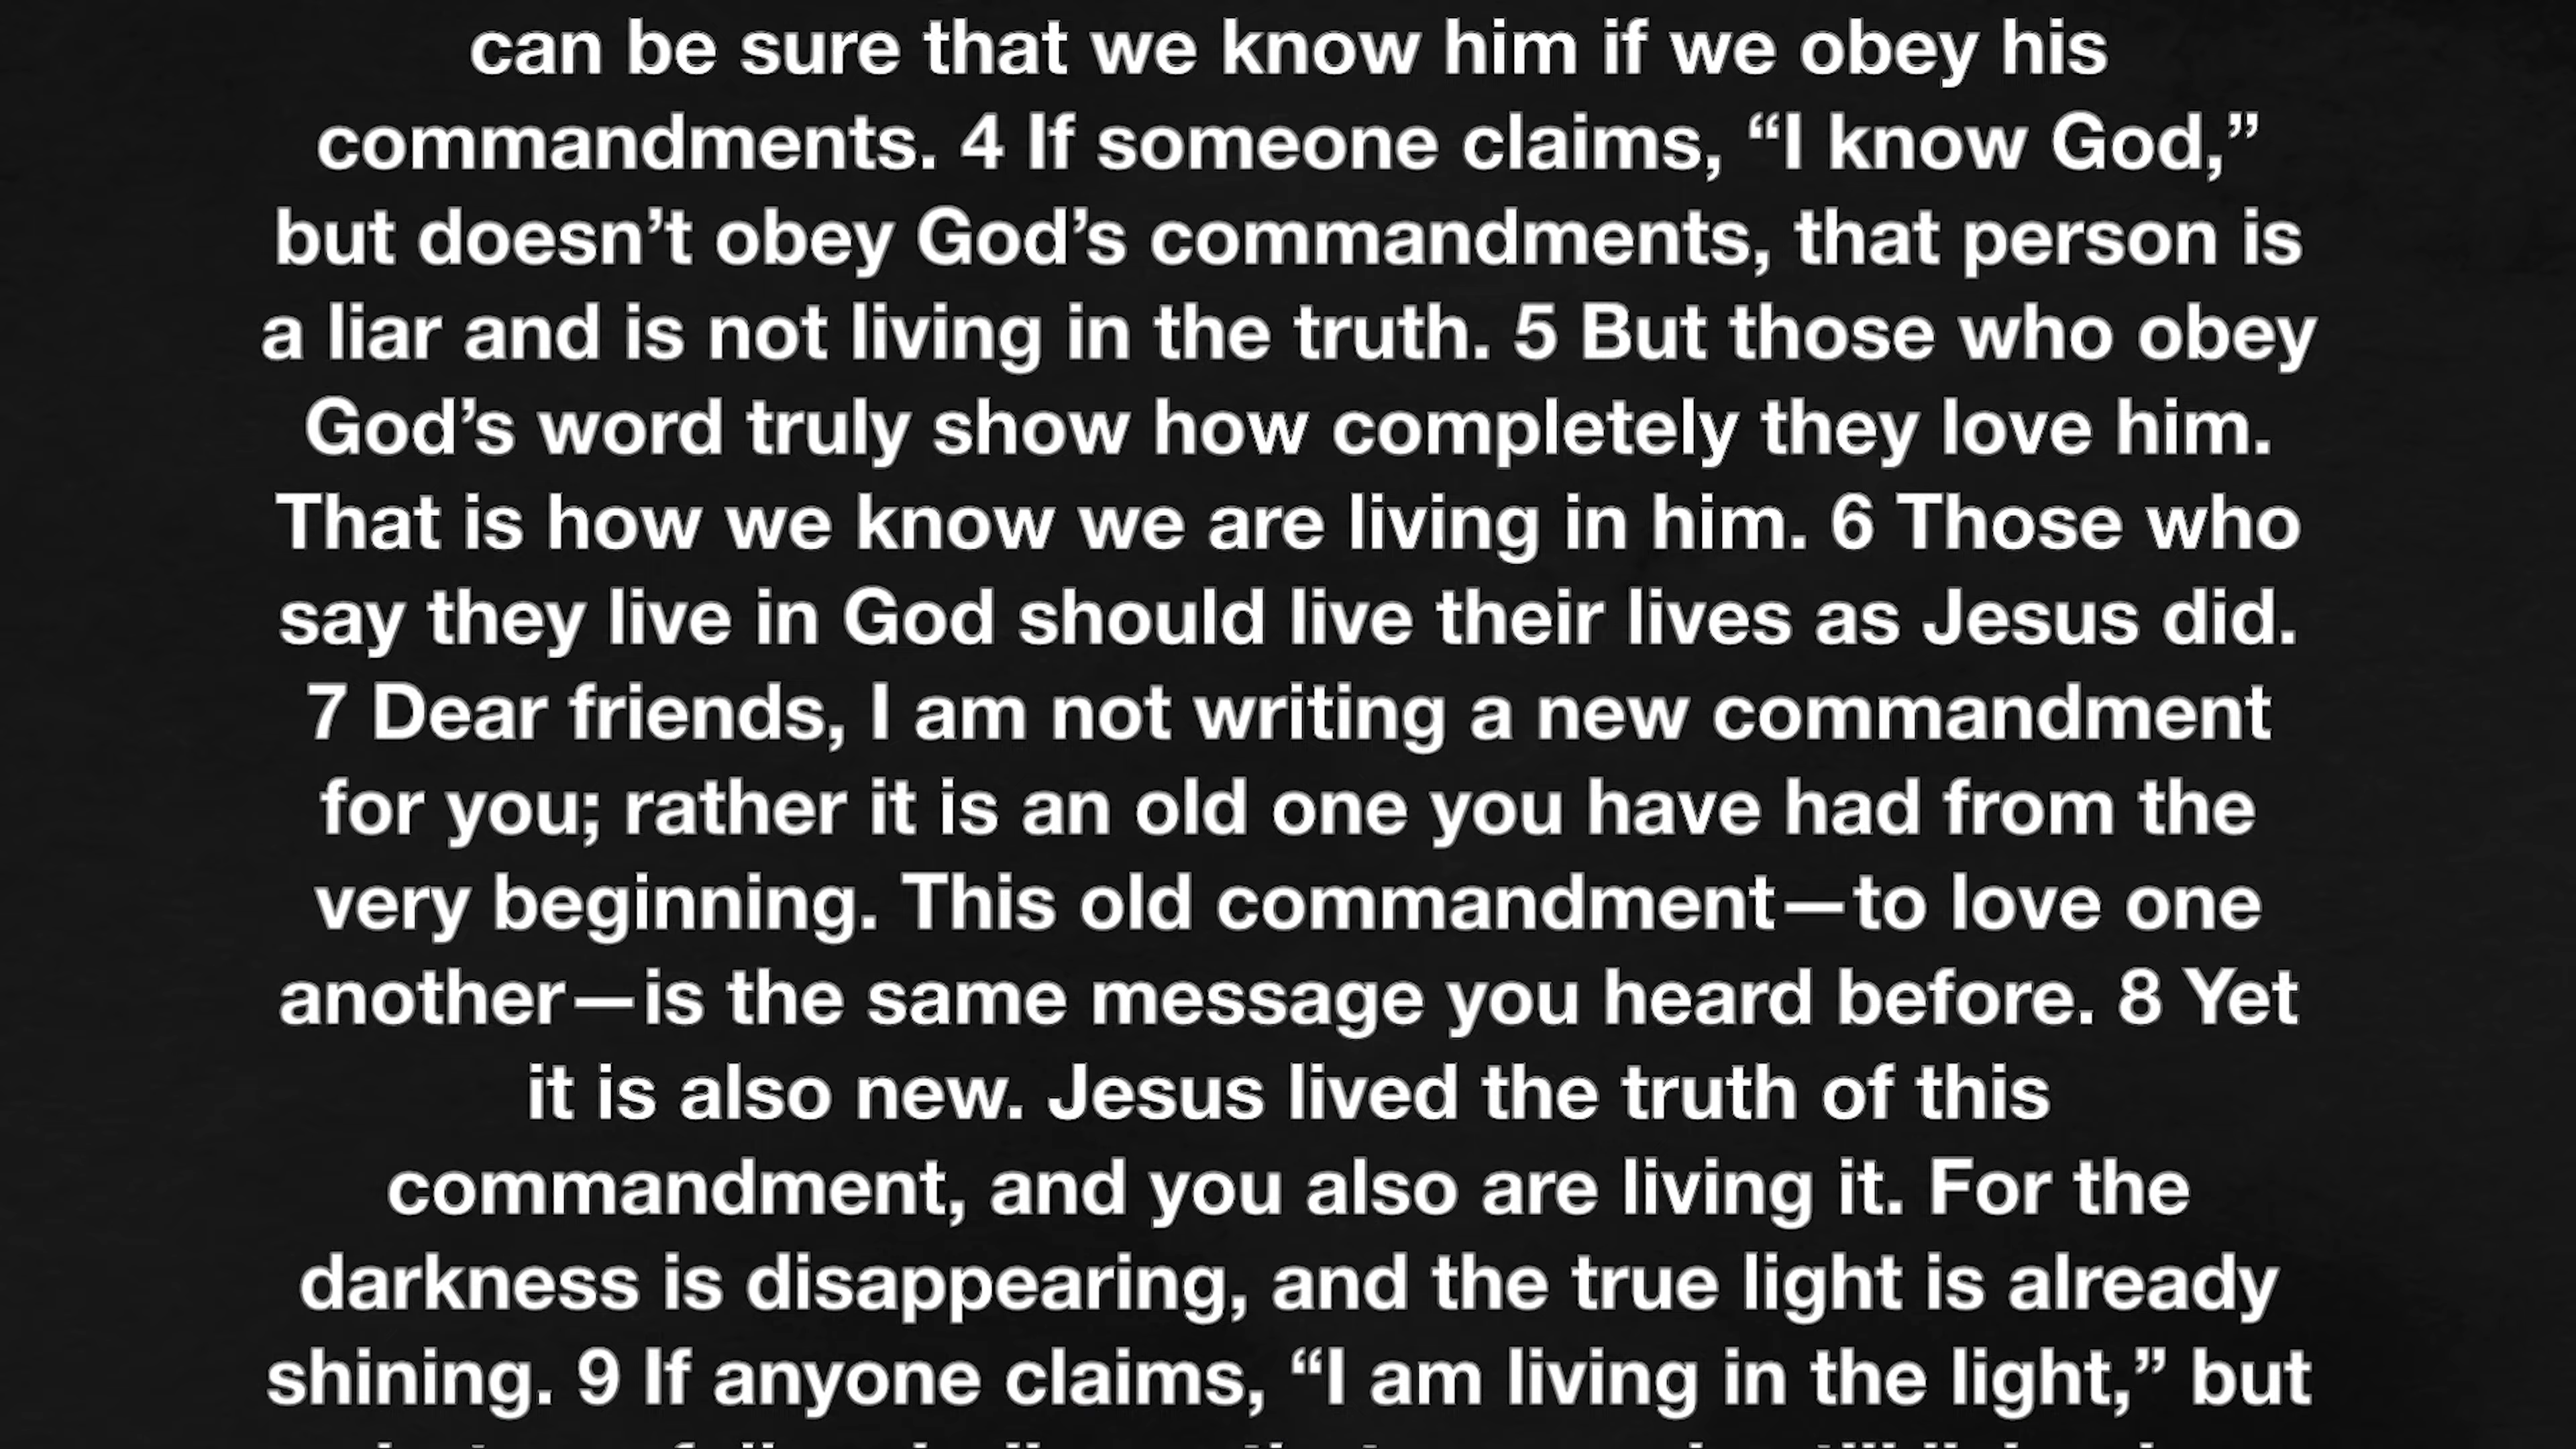 can be sure that we know him if we obey his
commandments. 4 If someone claims, “I know God,”
but doesn’t obey God’s commandments, that person is
a liar and is not living in the truth. 5 But those who obey
God’s word truly show how completely they love him.
That is how we know we are living in him. 6 Those who
say they live in God should live their lives as Jesus did.
7 Dear friends, I am not writing a new commandment
for you; rather it is an old one you have had from the
very beginning. This old commandment—to love one
another—is the same message you heard before. 8 Yet
it is also new. Jesus lived the truth of this
commandment, and you also are living it. For the
darkness is disappearing, and the true light is already
shining. 9 If anyone claims, “I am living in the light,” but